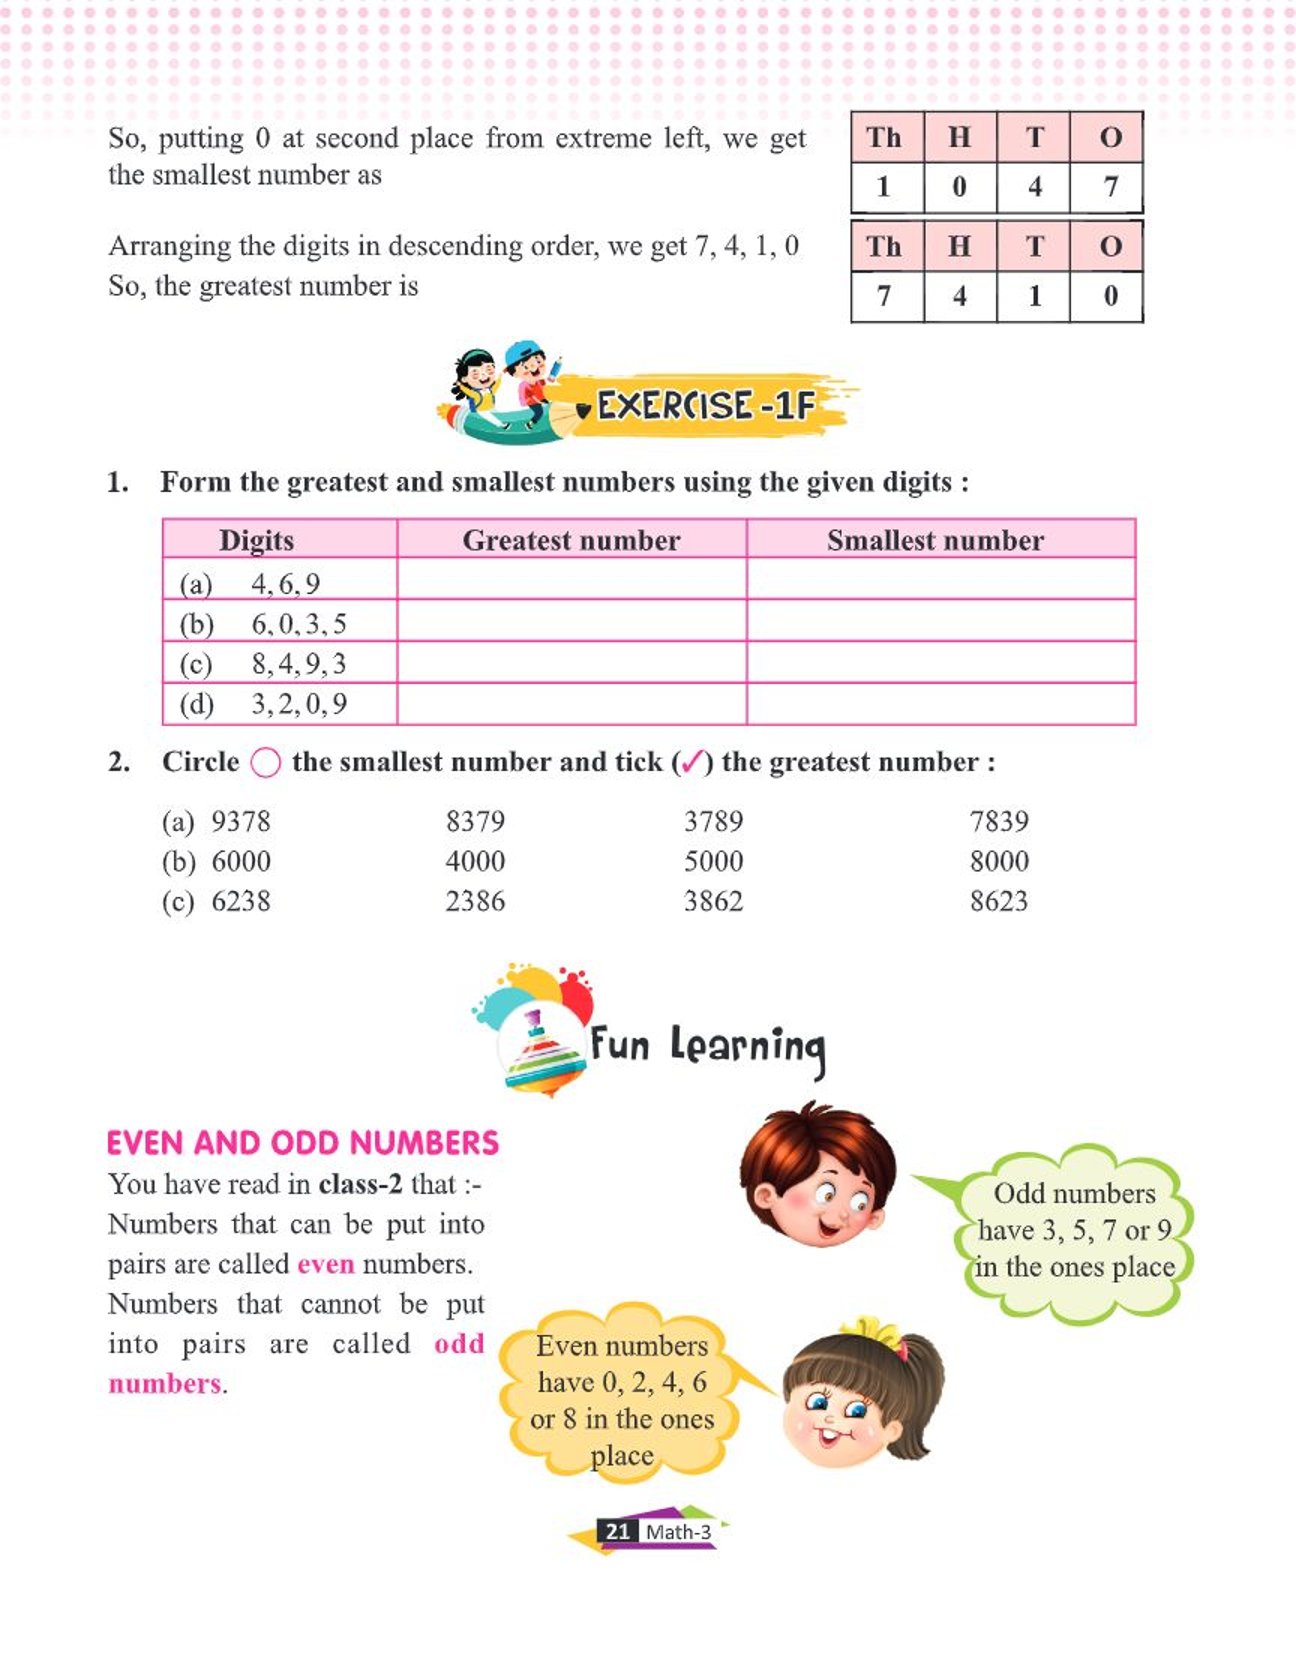 So, putting 0 at second place from extreme left, we get
the smallest number as
Th H T O
1 0 4 7
Arranging the digits in descending order, we get 7, 4, 1, 0
So, the greatest number is
Th H T O
7 4 1 0
EXERCISE -1F
1. Form the greatest and smallest numbers using the given digits :
Digits Greatest number Smallest number
(a) 4, 6, 9
(b) 6, 0, 3, 5
(c) 8, 4, 9, 3
(d) 3, 2, 0, 9
2. Circle ◯ the smallest number and tick (✓) the greatest number :
(a) 9378 8379 3789 7839
(b) 6000 4000 5000 8000
(c) 6238 2386 3862 8623
Fun Learning
EVEN AND ODD NUMBERS
You have read in class-2 that :-
Numbers that can be put into
pairs are called even numbers.
Numbers that cannot be put
into pairs are called odd
numbers.
Odd numbers
have 3, 5, 7 or 9
in the ones place
Even numbers
have 0, 2, 4, 6
or 8 in the ones
place
21 Math-3